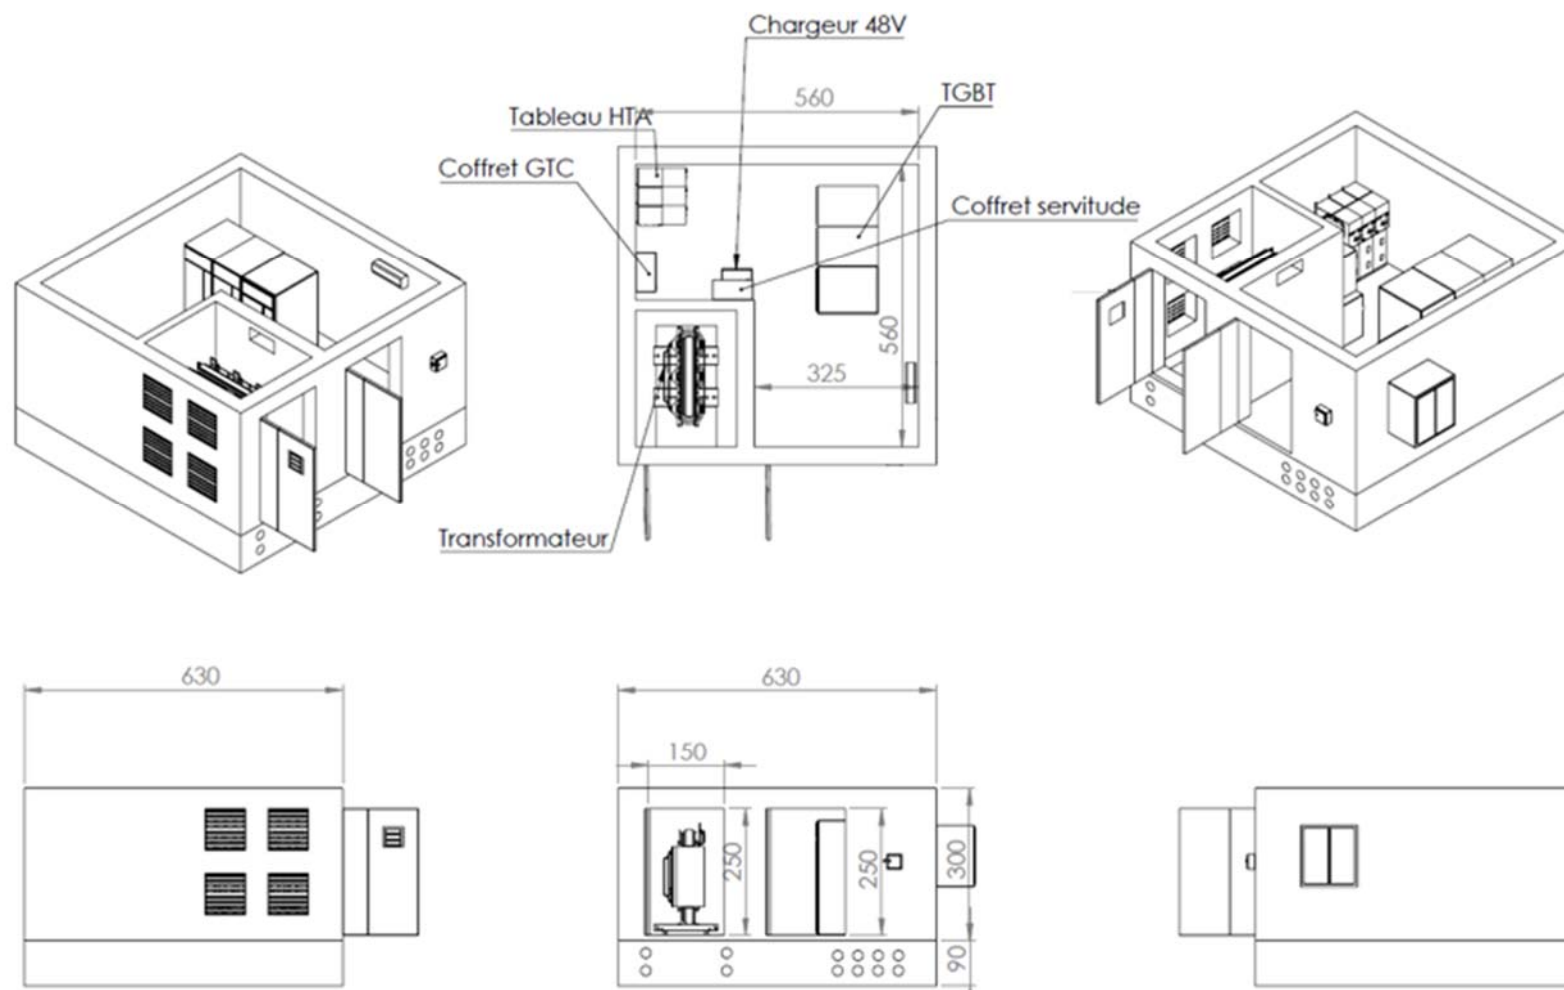 Chargeur 48V
560
TGBT
Tableau HTA
Coffret GTC
Coffret servitude
560
325
Transformateur
630
630
150
250
250
300
90